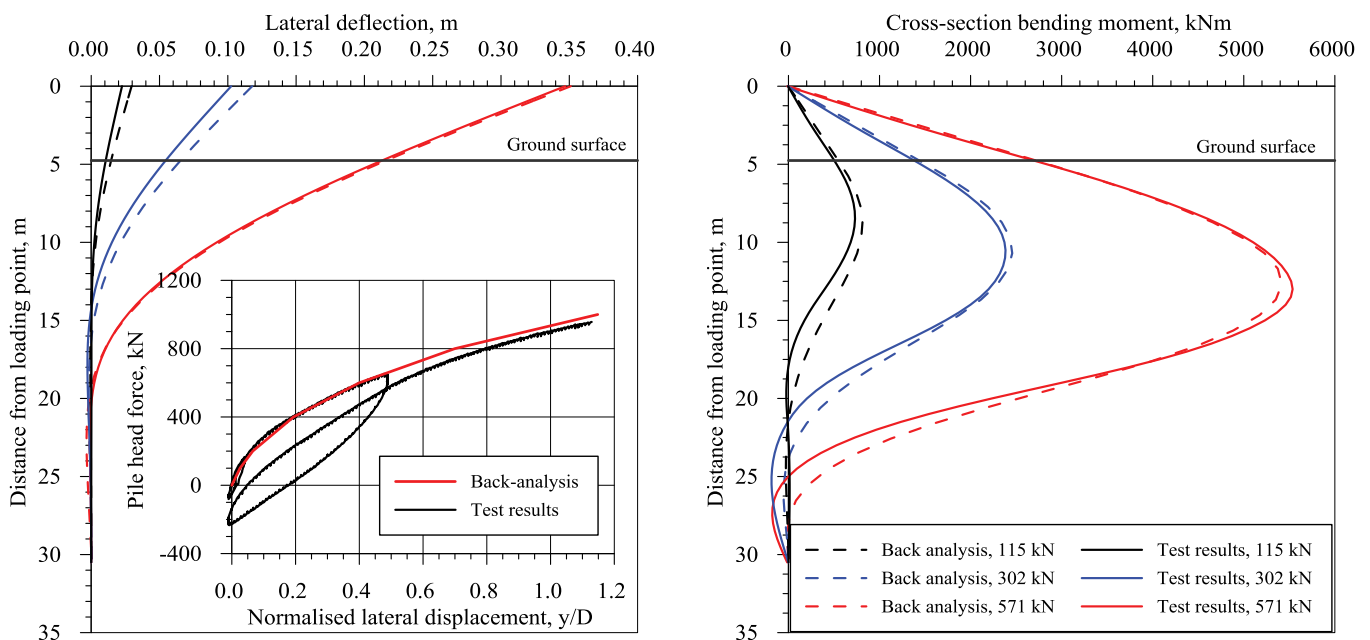 Lateral deflection, m
0.00 0.05 0.10 0.15 0.20 0.25 0.30 0.35 0.40
0
5
10
15
20
25
30
35
Distance from loading point, m
Ground surface
1200
800
400
0
-400
Pile head force, kN
Back-analysis
Test results
0.0 0.2 0.4 0.6 0.8 1.0 1.2
Normalised lateral displacement, y/D
Cross-section bending moment, kNm
0 1000 2000 3000 4000 5000 6000
0
5
10
15
20
25
30
35
Distance from loading point, m
Ground surface
Back analysis, 115 kN Test results, 115 kN
Back analysis, 302 kN Test results, 302 kN
Back analysis, 571 kN Test results, 571 kN